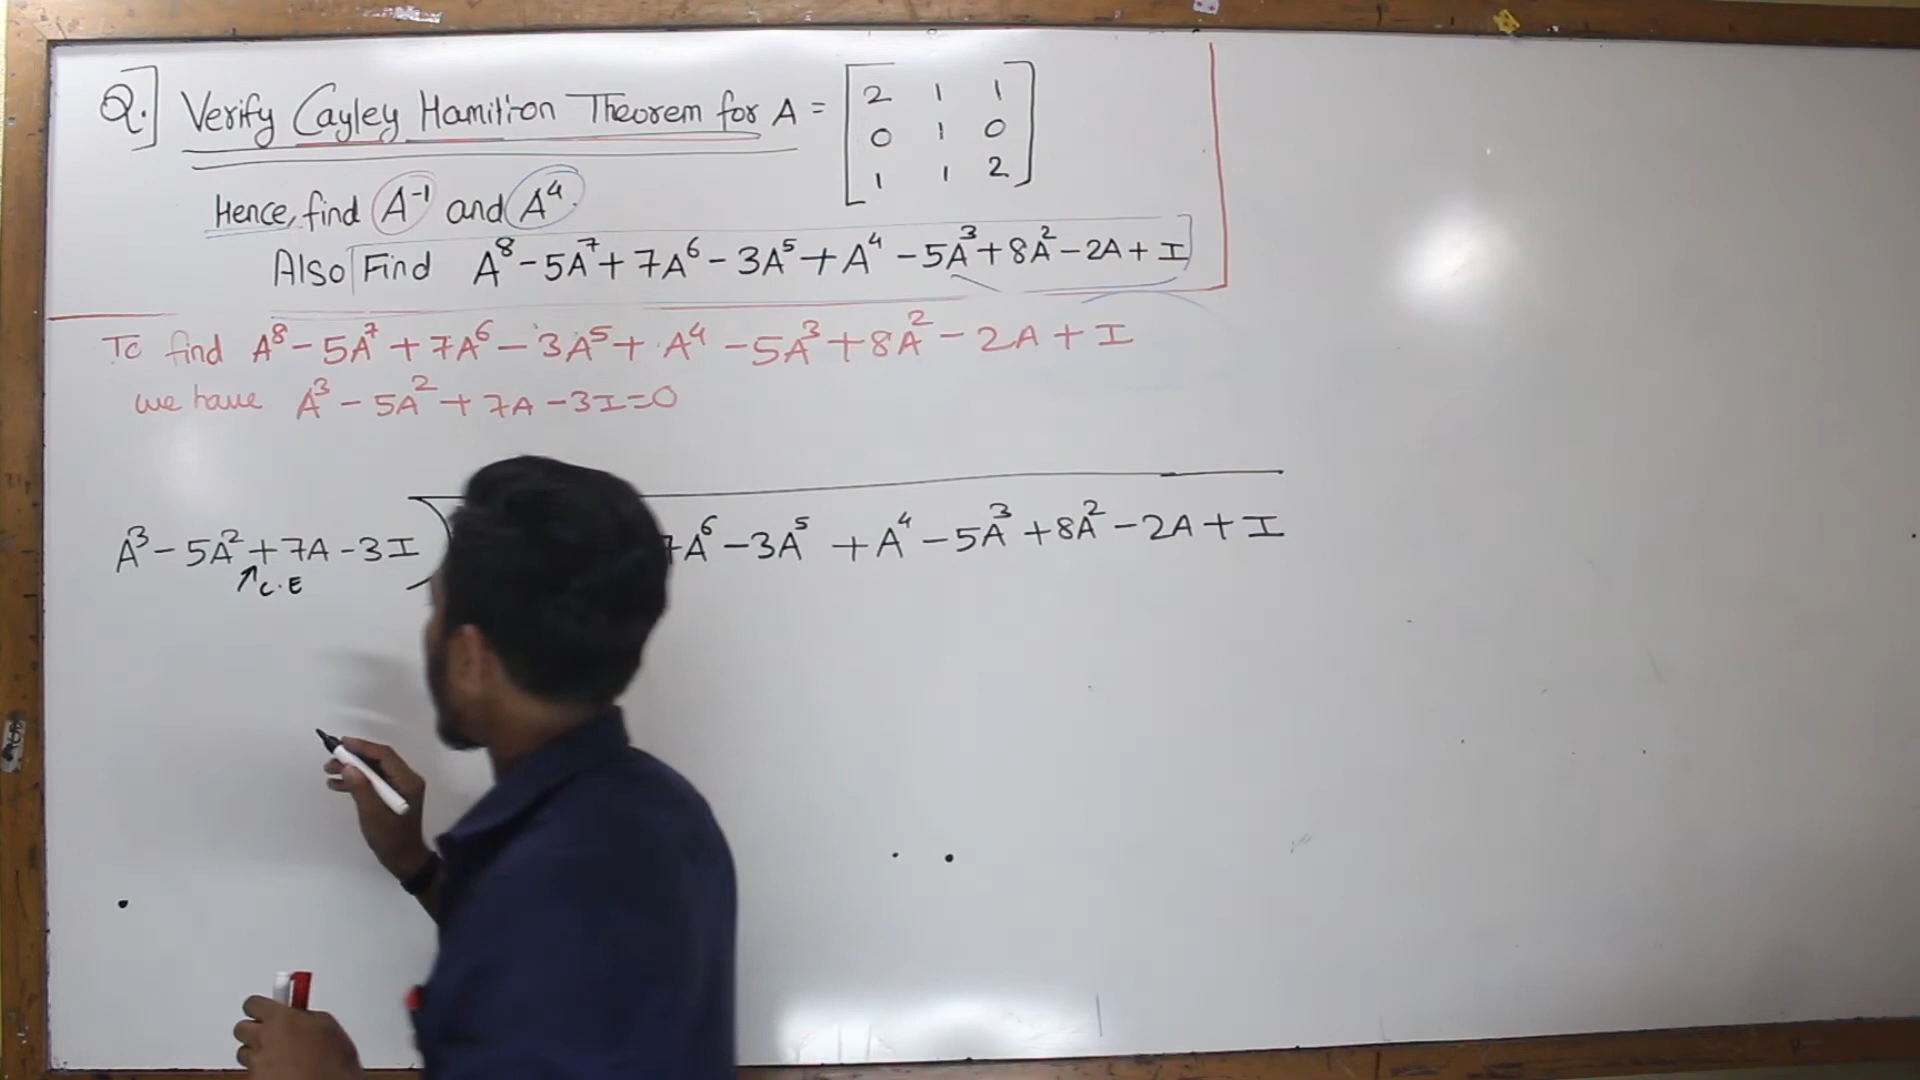 Q.] Verify Cayley Hamilton Theorem for A = [2 1 1
0 1 0
1 1 2]
Hence, find A⁻¹ and A⁴.
Also Find A⁸ - 5A⁷ + 7A⁶ - 3A⁵ + A⁴ - 5A³ + 8A² - 2A + I
To find A⁸ - 5A⁷ + 7A⁶ - 3A⁵ + A⁴ - 5A³ + 8A² - 2A + I
we have A³ - 5A² + 7A - 3I = 0
A³ - 5A² + 7A - 3I ) 7A⁶ - 3A⁵ + A⁴ - 5A³ + 8A² - 2A + I
↑C.E